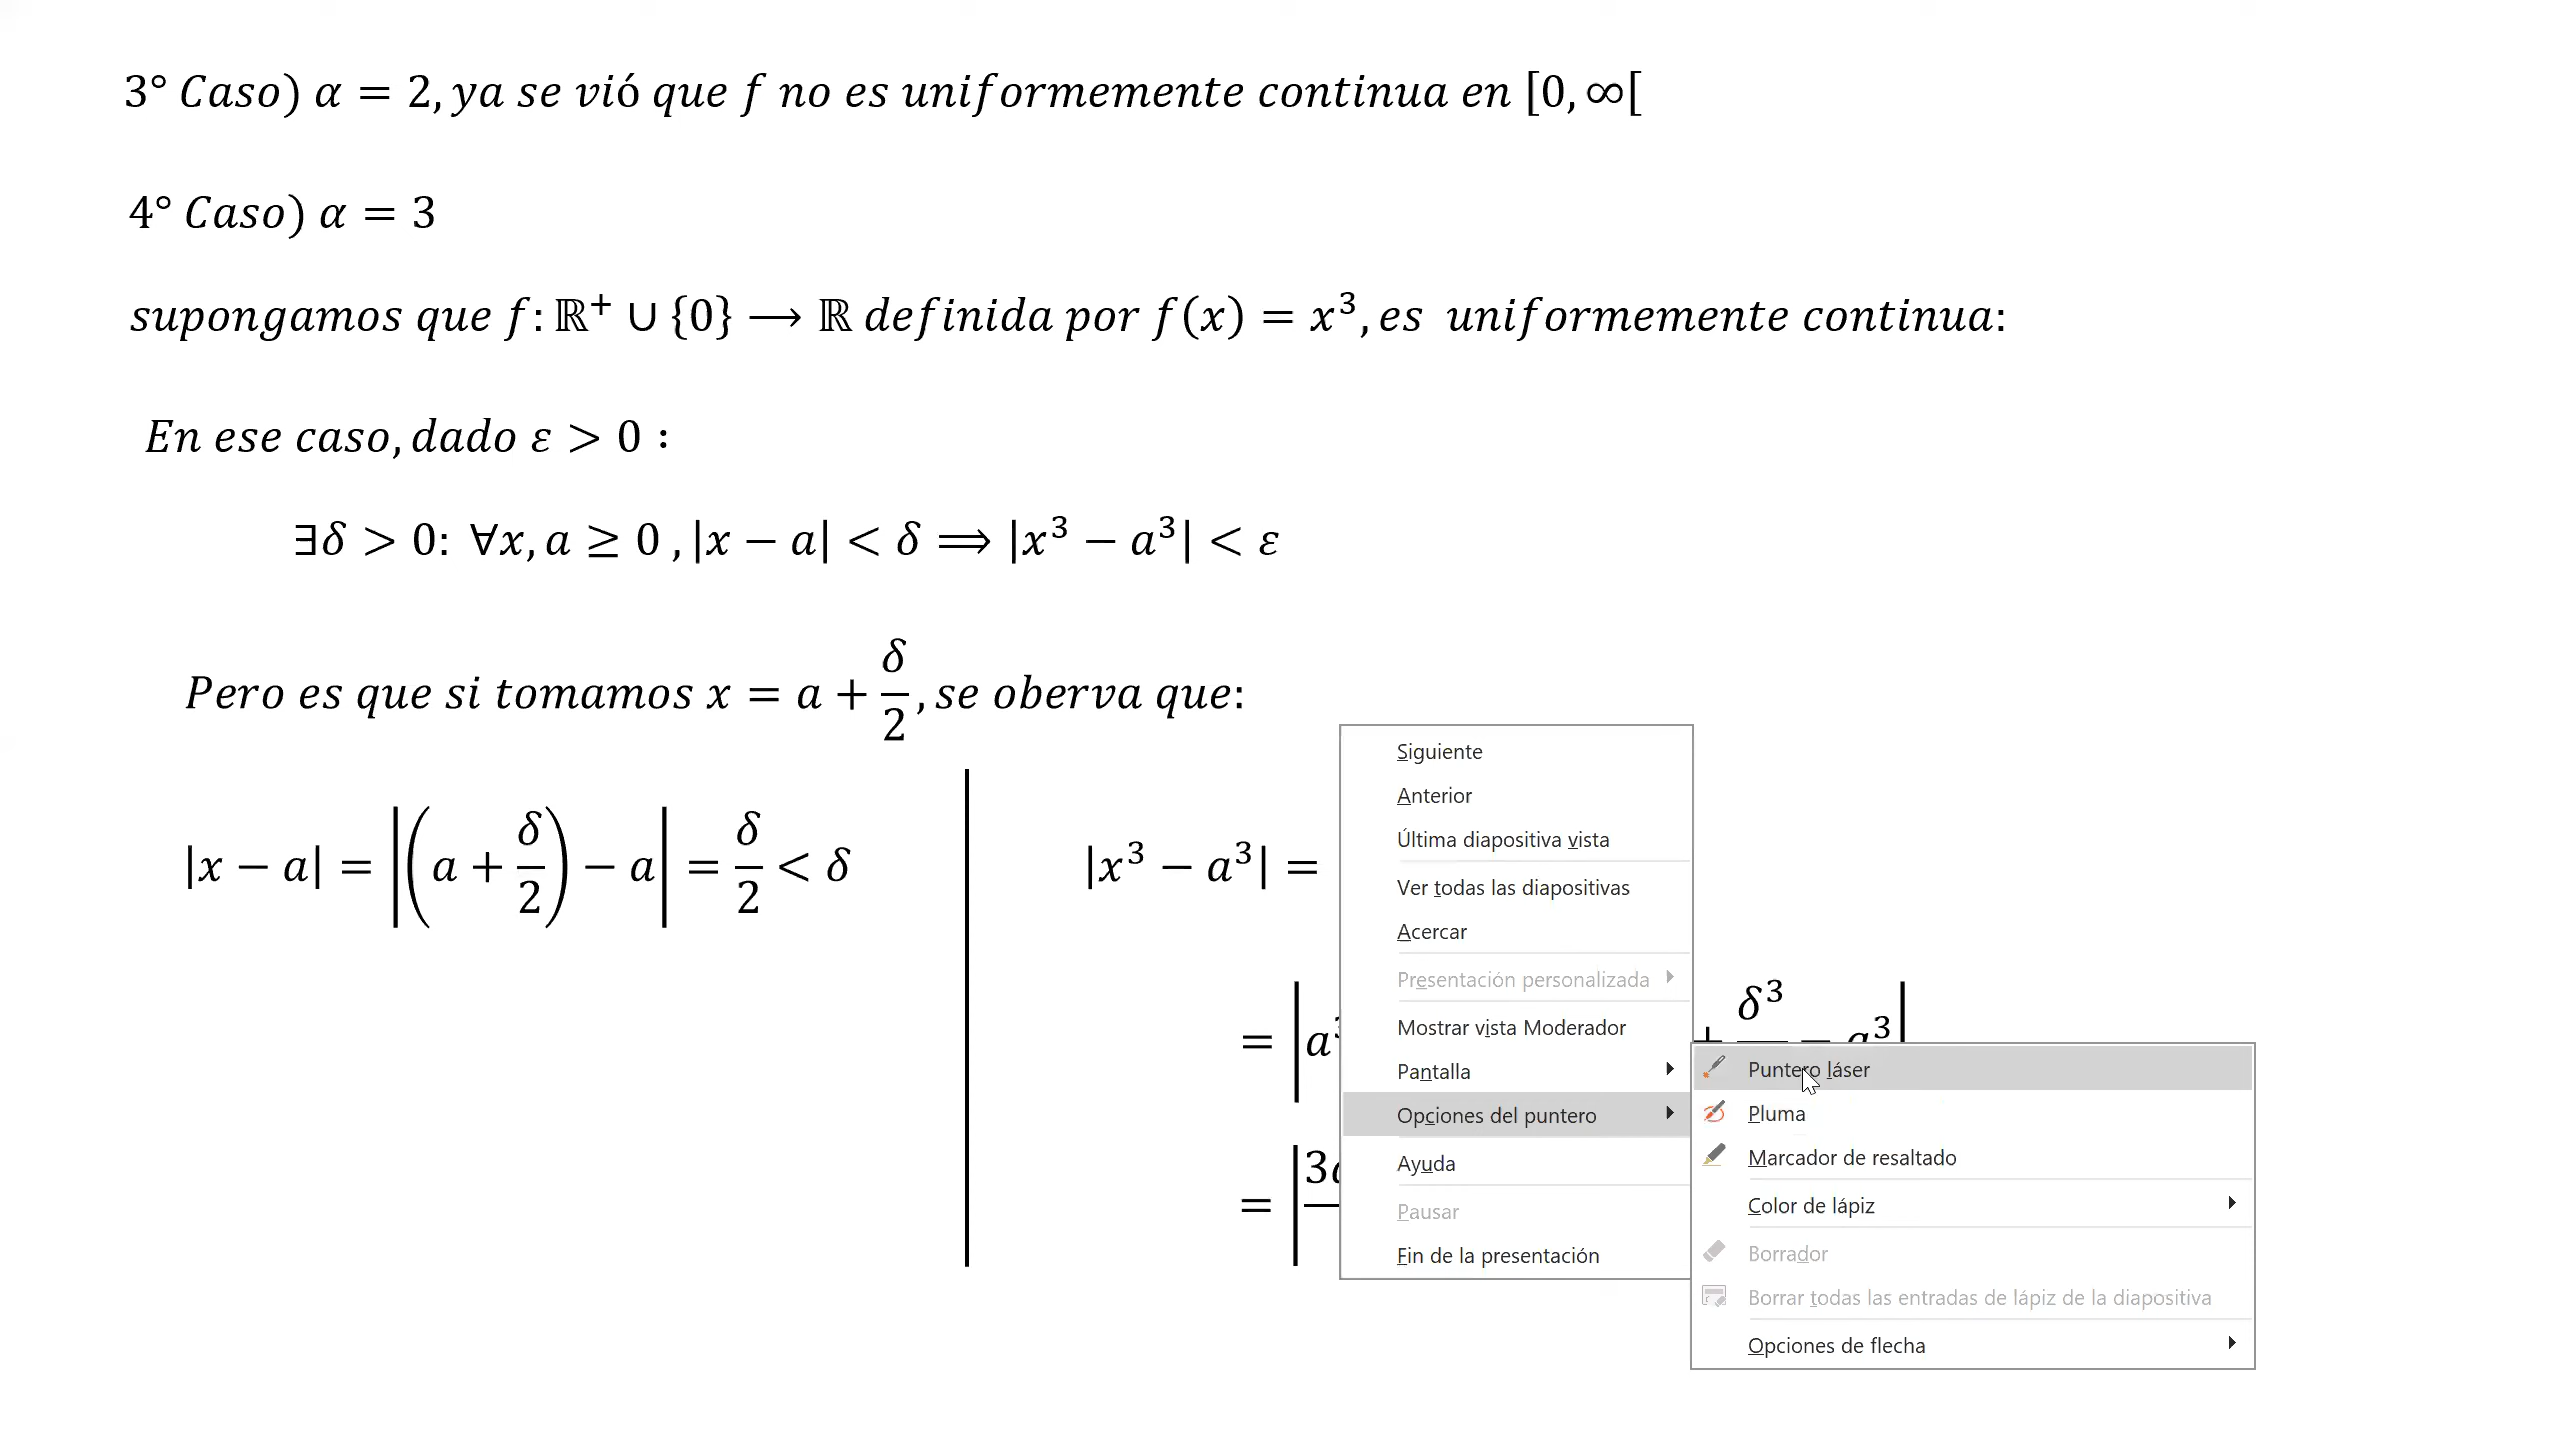 3° Caso) α = 2, ya se vió que f no es uniformemente continua en [0, ∞[
4° Caso) α = 3
supongamos que f: ℝ⁺ ∪ {0} ⟶ ℝ definida por f(x) = x³, es uniformemente continua:
En ese caso, dado ε > 0 :
∃δ > 0: ∀x, a ≥ 0 , |x − a| < δ ⟹ |x³ − a³| < ε
Pero es que si tomamos x = a + δ/2, se oberva que:
|x − a| = |(a + δ/2) − a| = δ/2 < δ
|x³ − a³| =
= |a³
+ δ³ − a³|
= |3a
Siguiente
Anterior
Última diapositiva vista
Ver todas las diapositivas
Acercar
Presentación personalizada
Mostrar vista Moderador
Pantalla
Opciones del puntero
Ayuda
Pausar
Fin de la presentación
Puntero láser
Pluma
Marcador de resaltado
Color de lápiz
Borrador
Borrar todas las entradas de lápiz de la diapositiva
Opciones de flecha